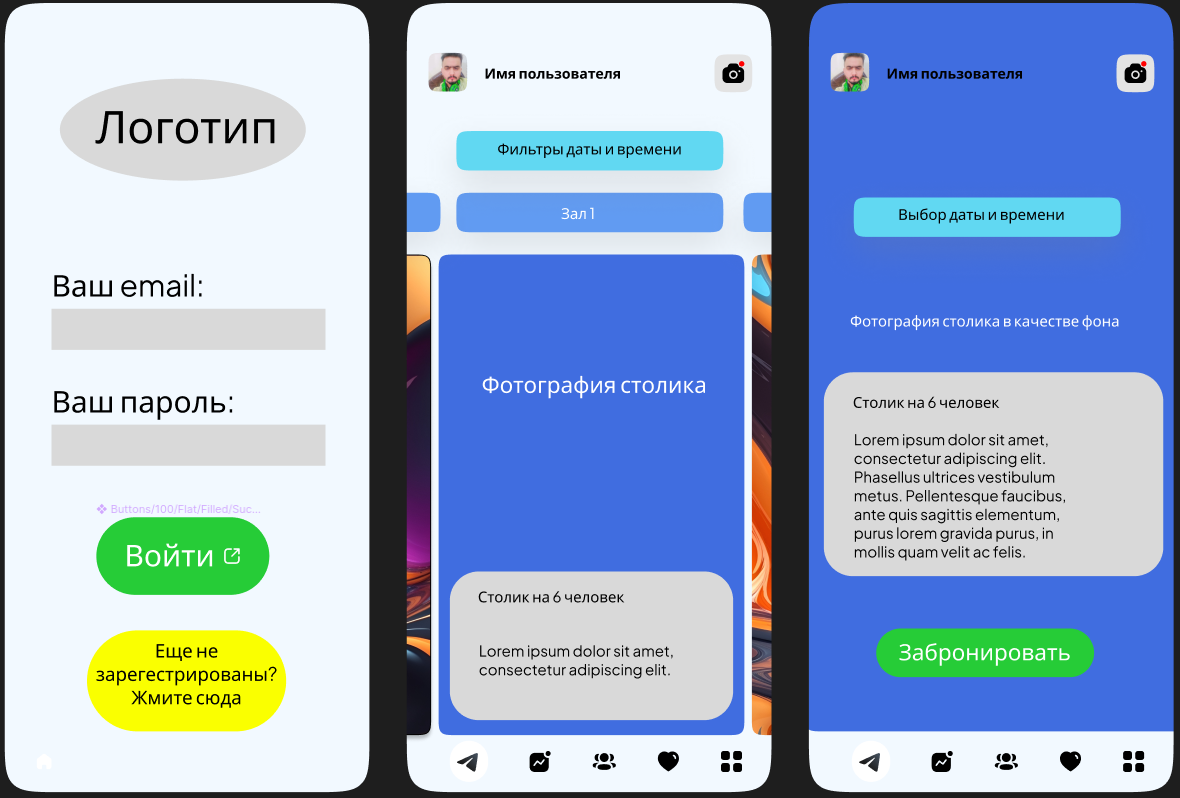 Логотип
Ваш email:
Ваш пароль:
Buttons/100/Flat/Filled/Suc...
Войти
Еще не
зарегестрированы?
Жмите сюда
Имя пользователя
Фильтры даты и времени
Зал 1
Фотография столика
Столик на 6 человек
Lorem ipsum dolor sit amet,
consectetur adipiscing elit.
Имя пользователя
Выбор даты и времени
Фотография столика в качестве фона
Столик на 6 человек
Lorem ipsum dolor sit amet,
consectetur adipiscing elit.
Phasellus ultrices vestibulum
metus. Pellentesque faucibus,
ante quis sagittis elementum,
purus lorem gravida purus, in
mollis quam velit ac felis.
Забронировать